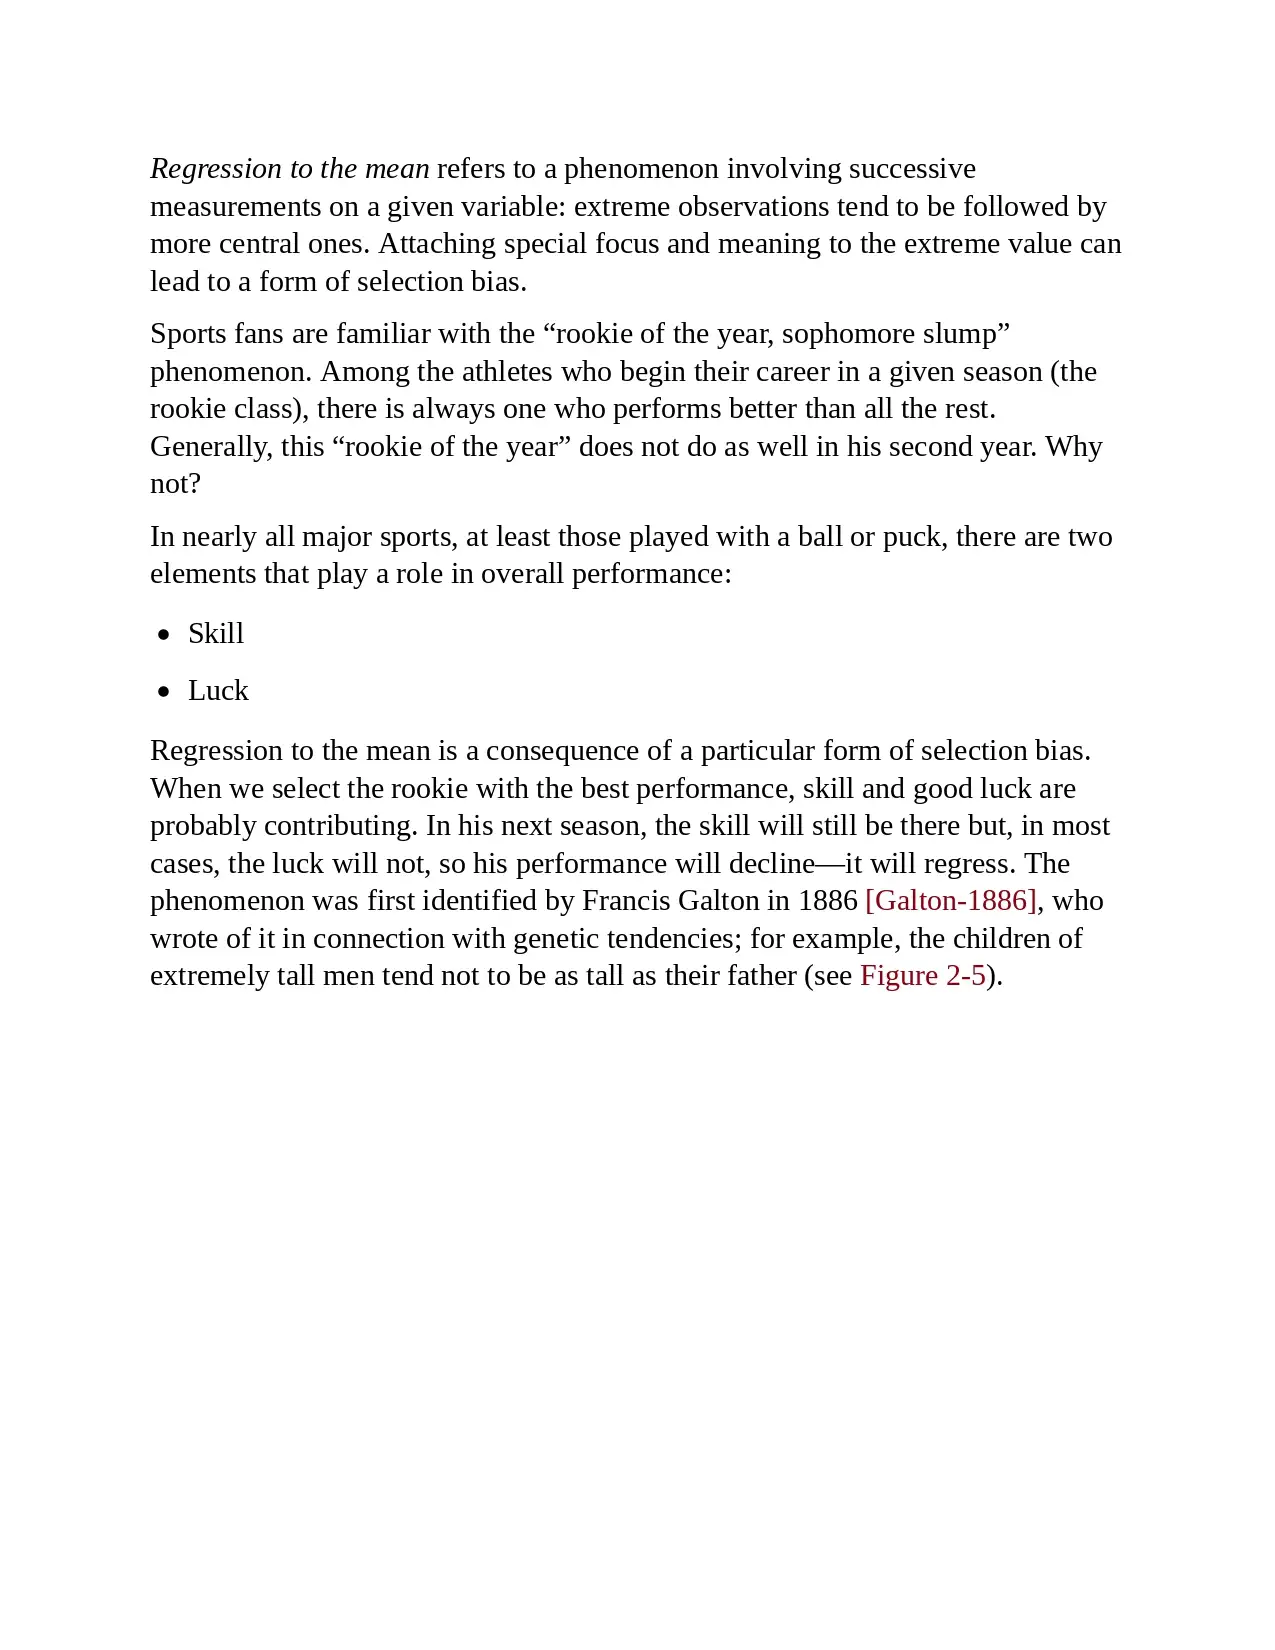 Regression to the mean refers to a phenomenon involving successive
measurements on a given variable: extreme observations tend to be followed by
more central ones. Attaching special focus and meaning to the extreme value can
lead to a form of selection bias.
Sports fans are familiar with the “rookie of the year, sophomore slump”
phenomenon. Among the athletes who begin their career in a given season (the
rookie class), there is always one who performs better than all the rest.
Generally, this “rookie of the year” does not do as well in his second year. Why
not?
In nearly all major sports, at least those played with a ball or puck, there are two
elements that play a role in overall performance:
• Skill
• Luck
Regression to the mean is a consequence of a particular form of selection bias.
When we select the rookie with the best performance, skill and good luck are
probably contributing. In his next season, the skill will still be there but, in most
cases, the luck will not, so his performance will decline—it will regress. The
phenomenon was first identified by Francis Galton in 1886 [Galton-1886], who
wrote of it in connection with genetic tendencies; for example, the children of
extremely tall men tend not to be as tall as their father (see Figure 2-5).